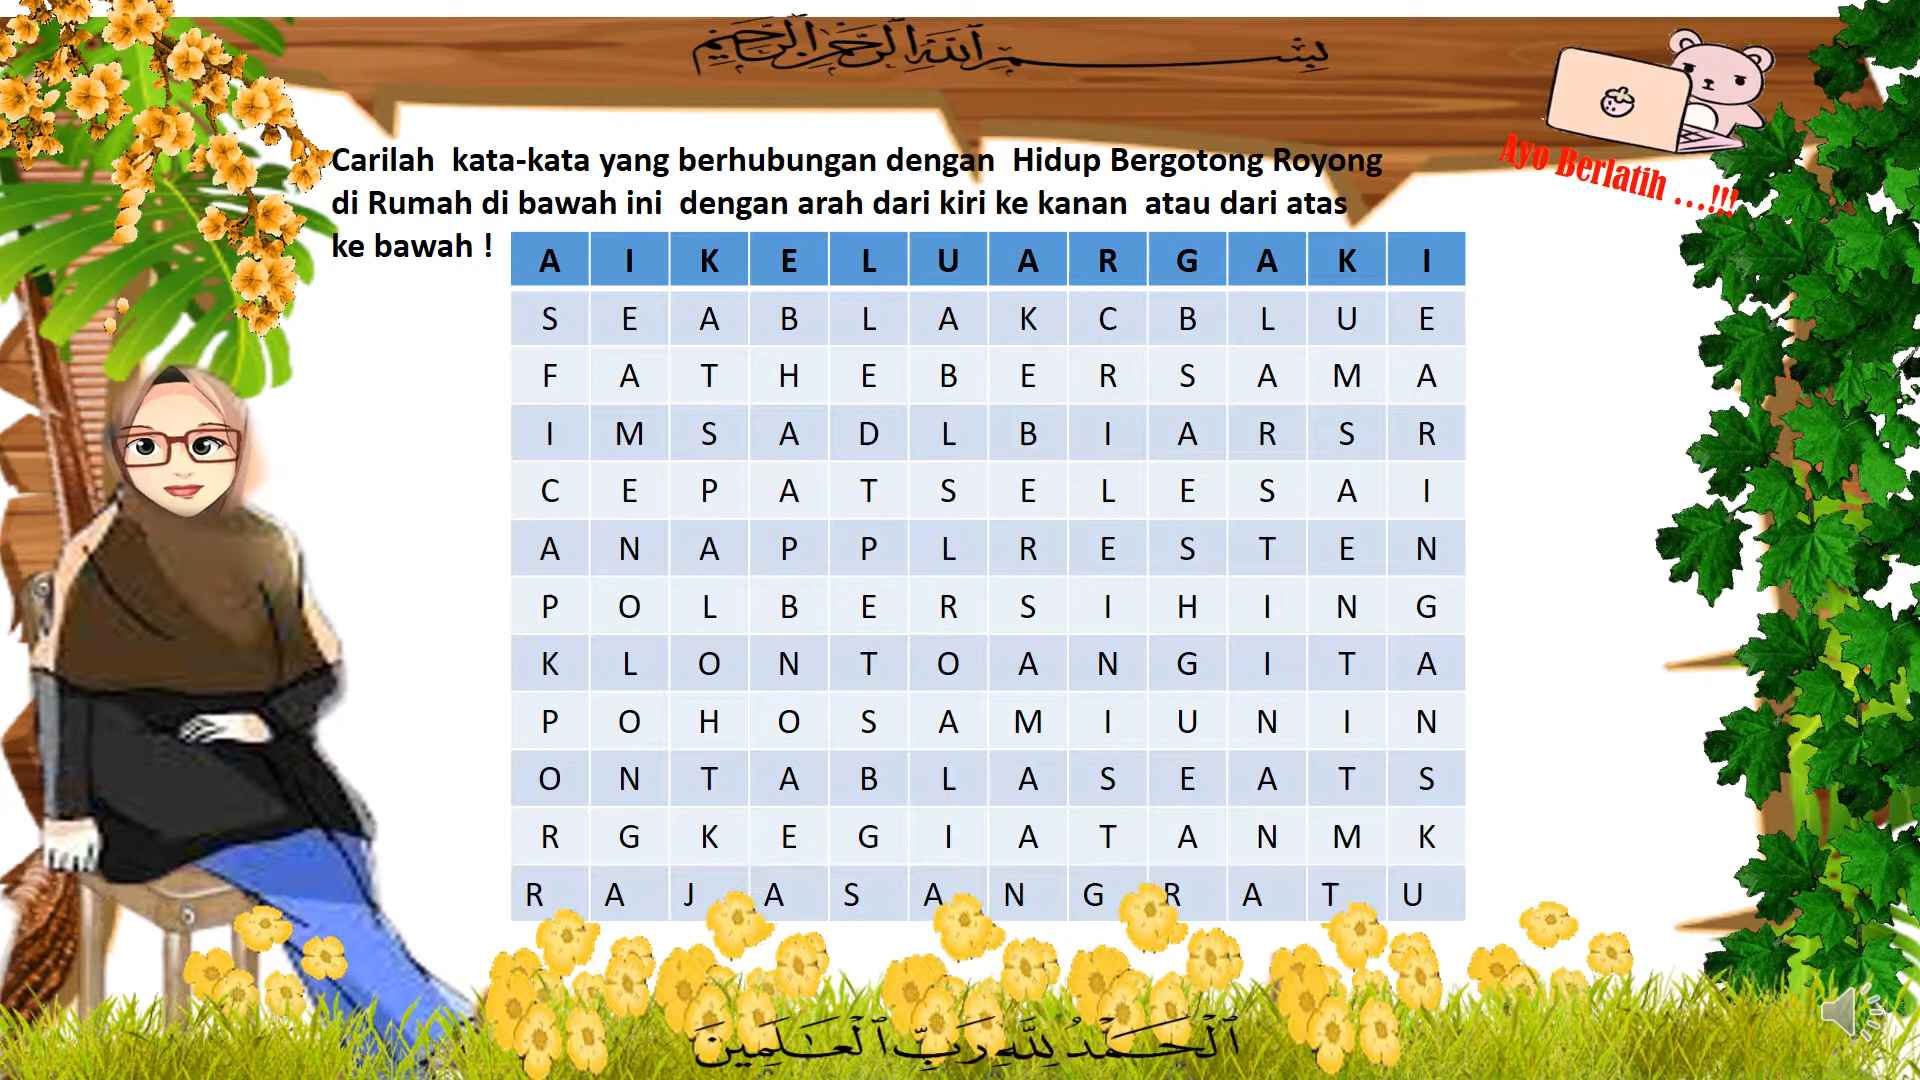 بِسْمِ اللَّهِ الرَّحْمَٰنِ الرَّحِيمِ
Ayo Berlatih ...!!!
Carilah kata-kata yang berhubungan dengan Hidup Bergotong Royong
di Rumah di bawah ini dengan arah dari kiri ke kanan atau dari atas
ke bawah !
A I K E L U A R G A K I
S E A B L A K C B L U E
F A T H E B E R S A M A
I M S A D L B I A R S R
C E P A T S E L E S A I
A N A P P L R E S T E N
P O L B E R S I H I N G
K L O N T O A N G I T A
P O H O S A M I U N I N
O N T A B L A S E A T S
R G K E G I A T A N M K
R A J A S A N G R A T U
اَلْحَمْدُ لِلَّهِ رَبِّ الْعَالَمِينَ